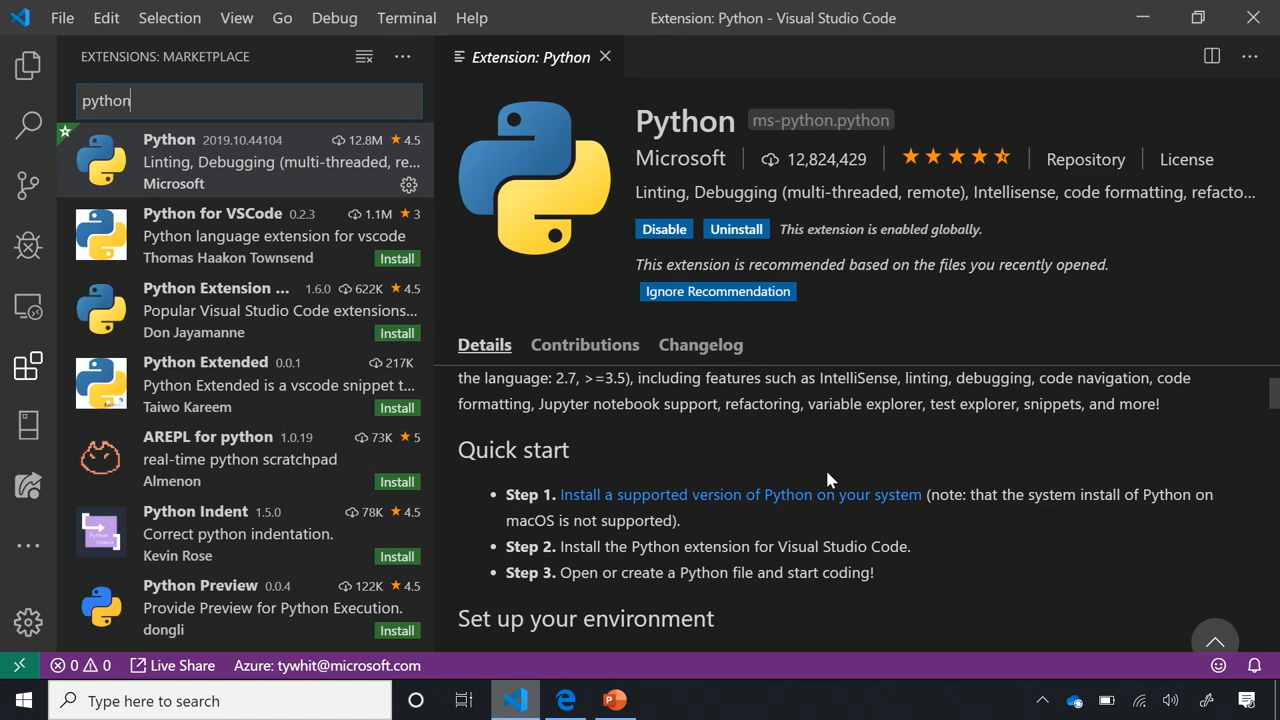 File Edit Selection View Go Debug Terminal Help
Extension: Python - Visual Studio Code
EXTENSIONS: MARKETPLACE
python
Python 2019.10.44104 12.8M 4.5
Linting, Debugging (multi-threaded, re...
Microsoft
Python for VSCode 0.2.3 1.1M 3
Python language extension for vscode
Thomas Haakon Townsend Install
Python Extension ... 1.6.0 622K 4.5
Popular Visual Studio Code extensions...
Don Jayamanne Install
Python Extended 0.0.1 217K
Python Extended is a vscode snippet t...
Taiwo Kareem Install
AREPL for python 1.0.19 73K 5
real-time python scratchpad
Almenon Install
Python Indent 1.5.0 78K 4.5
Correct python indentation.
Kevin Rose Install
Python Preview 0.0.4 122K 4.5
Provide Preview for Python Execution.
dongli Install
Extension: Python
Python ms-python.python
Microsoft 12,824,429 Repository License
Linting, Debugging (multi-threaded, remote), Intellisense, code formatting, refacto...
Disable Uninstall This extension is enabled globally.
This extension is recommended based on the files you recently opened.
Ignore Recommendation
Details Contributions Changelog
the language: 2.7, >=3.5), including features such as IntelliSense, linting, debugging, code navigation, code
formatting, Jupyter notebook support, refactoring, variable explorer, test explorer, snippets, and more!
Quick start
• Step 1. Install a supported version of Python on your system (note: that the system install of Python on
macOS is not supported).
• Step 2. Install the Python extension for Visual Studio Code.
• Step 3. Open or create a Python file and start coding!
Set up your environment
0 0 Live Share Azure: tywhit@microsoft.com
Type here to search